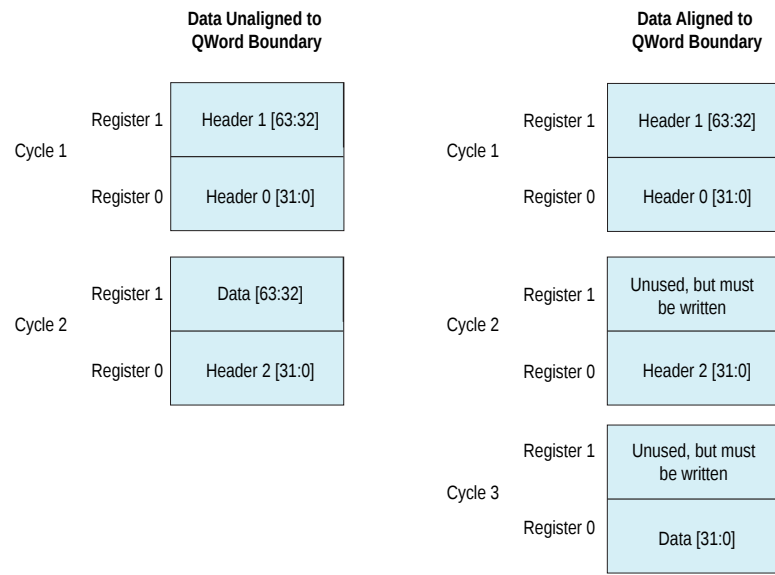 Data Unaligned to
QWord Boundary
Cycle 1
Register 1
Header 1 [63:32]
Register 0
Header 0 [31:0]
Cycle 2
Register 1
Data [63:32]
Register 0
Header 2 [31:0]
Data Aligned to
QWord Boundary
Cycle 1
Register 1
Header 1 [63:32]
Register 0
Header 0 [31:0]
Cycle 2
Register 1
Unused, but must
be written
Register 0
Header 2 [31:0]
Cycle 3
Register 1
Unused, but must
be written
Register 0
Data [31:0]